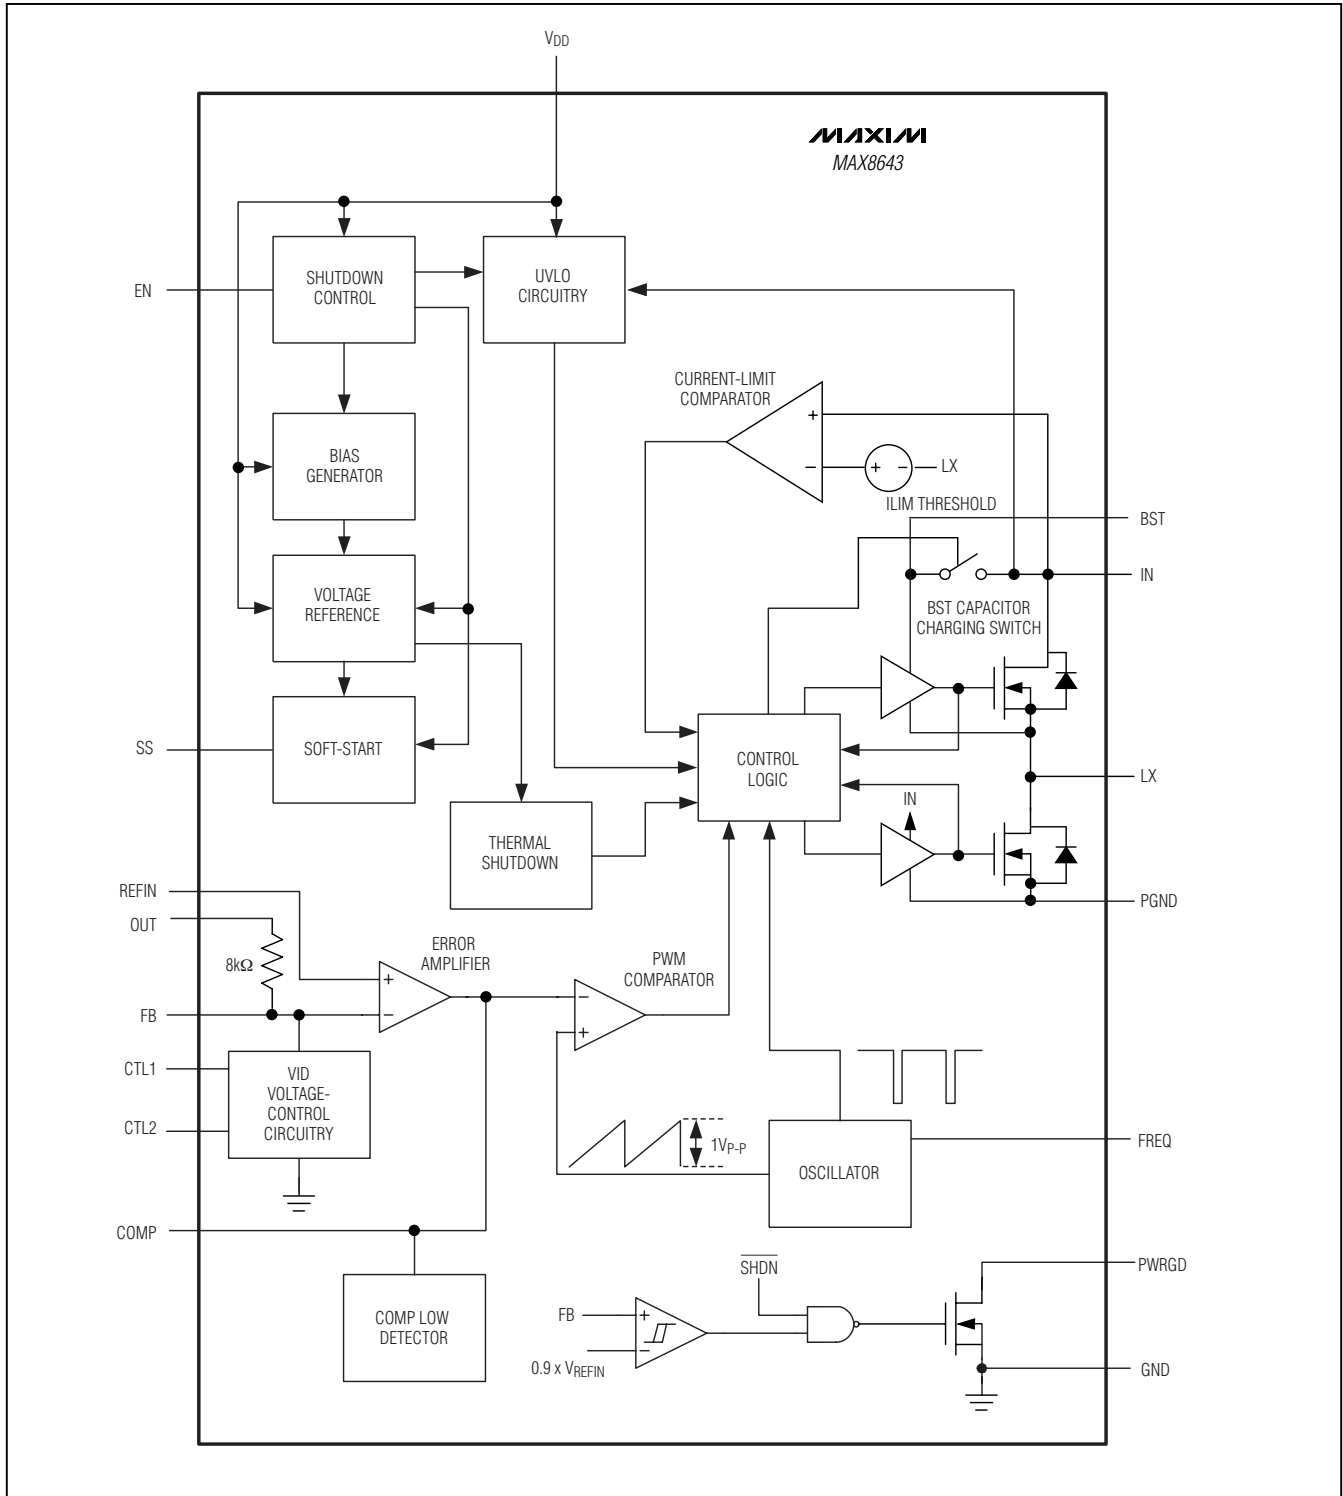 VDD
MAXIM
MAX8643
SHUTDOWN
CONTROL
UVLO
CIRCUITRY
EN
CURRENT-LIMIT
COMPARATOR
+
BIAS
GENERATOR
−
+ −
LX
ILIM THRESHOLD
BST
IN
VOLTAGE
REFERENCE
BST CAPACITOR
CHARGING SWITCH
SS
SOFT-START
CONTROL
LOGIC
LX
IN
THERMAL
SHUTDOWN
REFIN
PGND
OUT
8kΩ
ERROR
AMPLIFIER
PWM
COMPARATOR
+
−
FB
−
+
CTL1
VID
VOLTAGE-
CONTROL
CIRCUITRY
CTL2
1VP-P
OSCILLATOR
FREQ
COMP
SHDN
PWRGD
COMP LOW
DETECTOR
FB
+
−
0.9 x VREFIN
GND